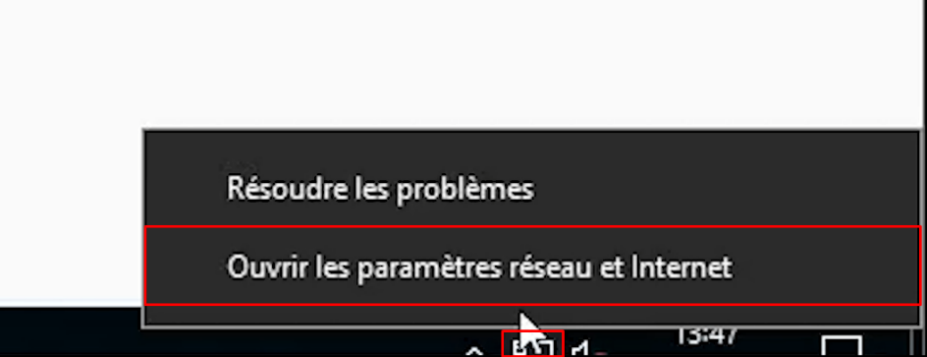 Résoudre les problèmes
Ouvrir les paramètres réseau et Internet
13:47